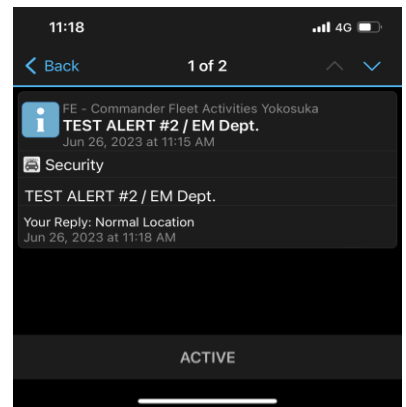 11:18
4G
Back
1 of 2
FE - Commander Fleet Activities Yokosuka
TEST ALERT #2 / EM Dept.
Jun 26, 2023 at 11:15 AM
Security
TEST ALERT #2 / EM Dept.
Your Reply: Normal Location
Jun 26, 2023 at 11:18 AM
ACTIVE